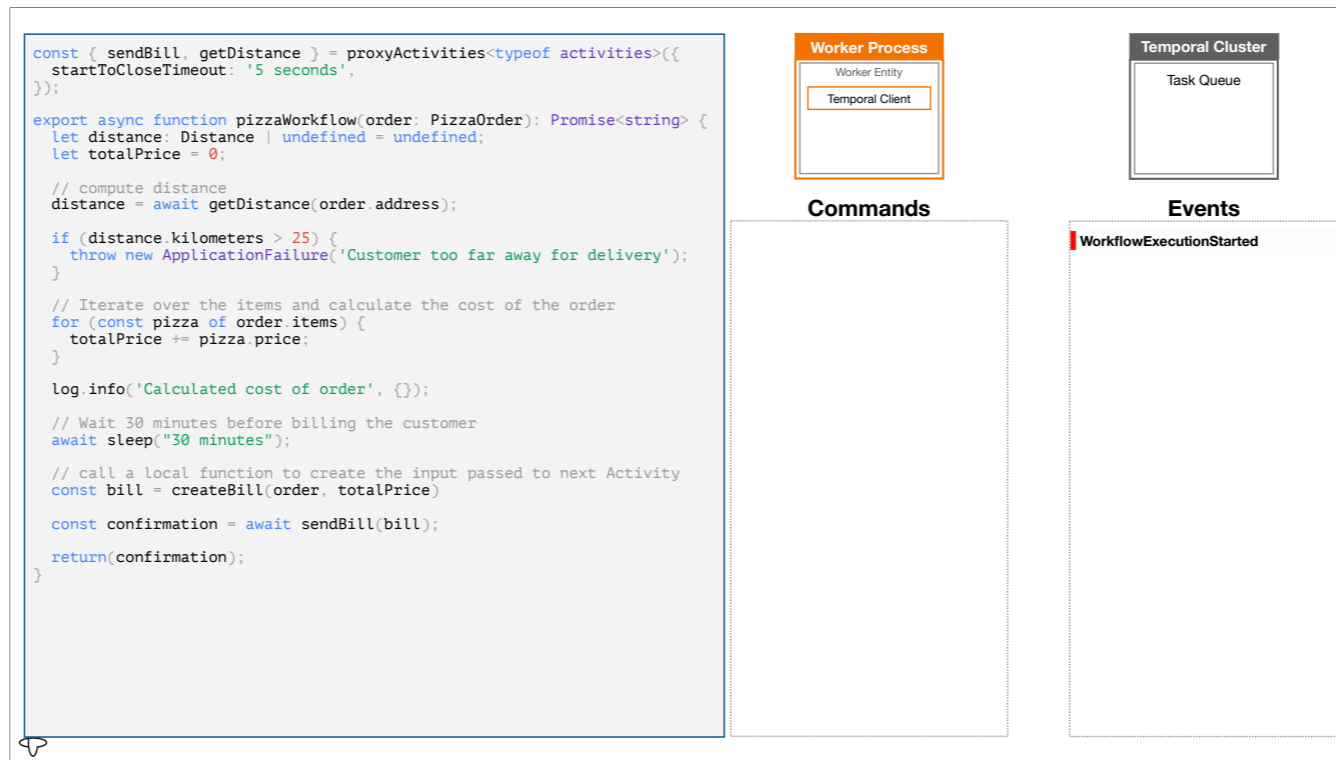 const { sendBill, getDistance } = proxyActivities<typeof activities>({
  startToCloseTimeout: '5 seconds',
});
export async function pizzaWorkflow(order: PizzaOrder): Promise<string> {
  let distance: Distance | undefined = undefined;
  let totalPrice = 0;
  // compute distance
  distance = await getDistance(order.address);
  if (distance.kilometers > 25) {
    throw new ApplicationFailure('Customer too far away for delivery');
  }
  // Iterate over the items and calculate the cost of the order
  for (const pizza of order.items) {
    totalPrice += pizza.price;
  }
  log.info('Calculated cost of order', {});
  // Wait 30 minutes before billing the customer
  await sleep("30 minutes");
  // call a local function to create the input passed to next Activity
  const bill = createBill(order, totalPrice)
  const confirmation = await sendBill(bill);
  return(confirmation);
}
Worker Process
Worker Entity
Temporal Client
Commands
Temporal Cluster
Task Queue
Events
WorkflowExecutionStarted